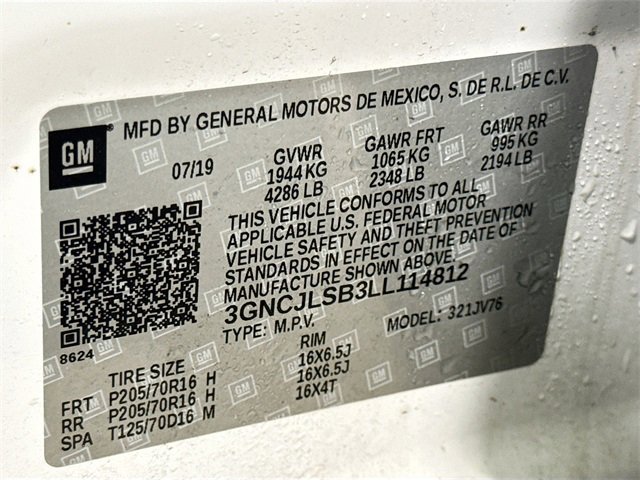 GM
MFD BY GENERAL MOTORS DE MEXICO, S. DE R.L. DE C.V.
07/19
GVWR GAWR FRT GAWR RR
1944 KG 1065 KG 995 KG
4286 LB 2348 LB 2194 LB
THIS VEHICLE CONFORMS TO ALL
APPLICABLE U.S. FEDERAL MOTOR
VEHICLE SAFETY AND THEFT PREVENTION
STANDARDS IN EFFECT ON THE DATE OF
MANUFACTURE SHOWN ABOVE.
3GNCJLSB3LL114812
TYPE: M.P.V. MODEL: 321JV76
8624
TIRE SIZE RIM
FRT P205/70R16 H 16X6.5J
RR P205/70R16 H 16X6.5J
SPA T125/70D16 M 16X4T